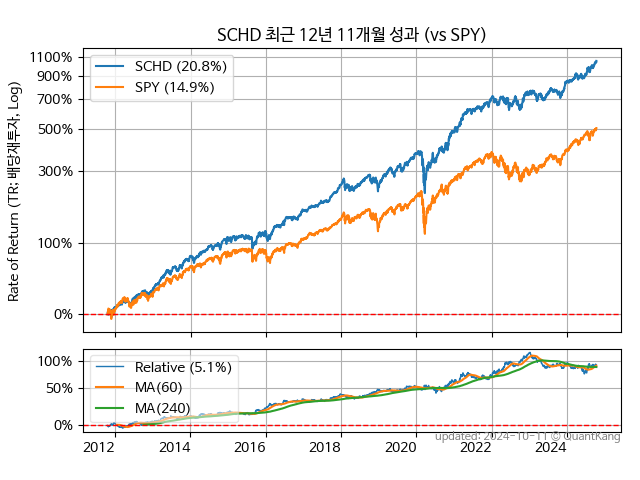 SCHD 최근 12년 11개월 성과 (vs SPY)
Rate of Return (TR; 배당재투자, Log)
1100%
900%
700%
500%
300%
100%
0%
SCHD (20.8%)
SPY (14.9%)
100%
50%
0%
Relative (5.1%)
MA(60)
MA(240)
2012 2014 2016 2018 2020 2022 2024
updated: 2024-10-11 © QuantKang